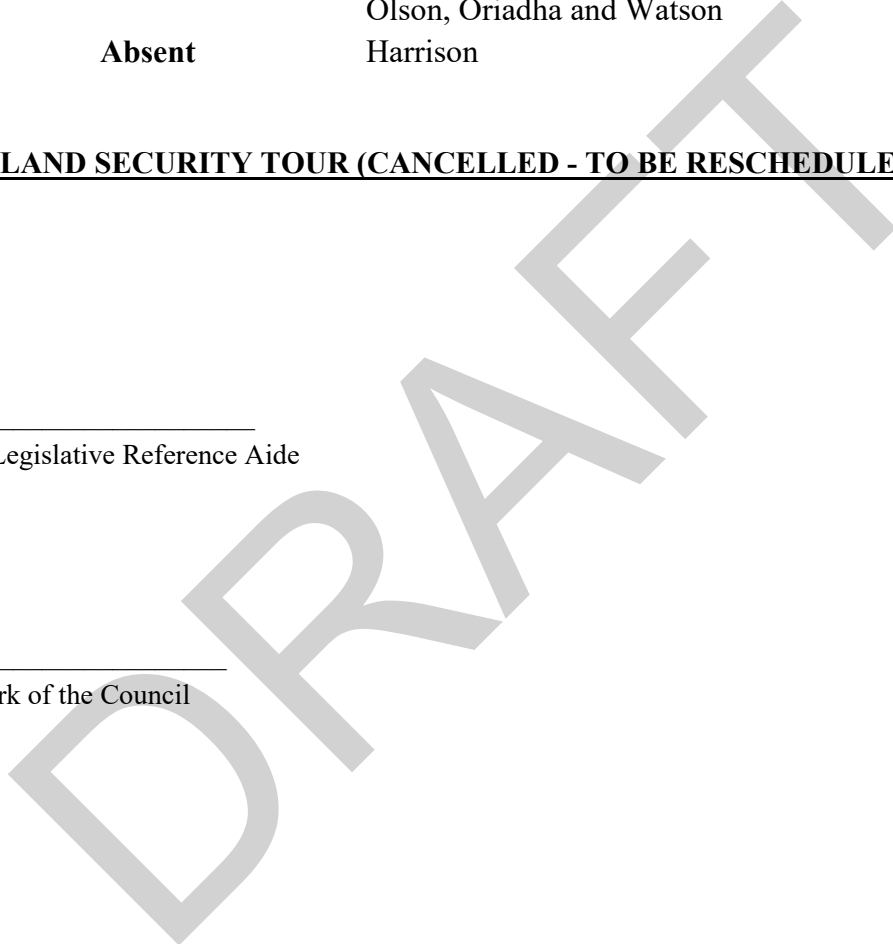 Olson, Oriadha and Watson
Absent Harrison
LAND SECURITY TOUR (CANCELLED - TO BE RESCHEDULE
Legislative Reference Aide
rk of the Council
DRAFT